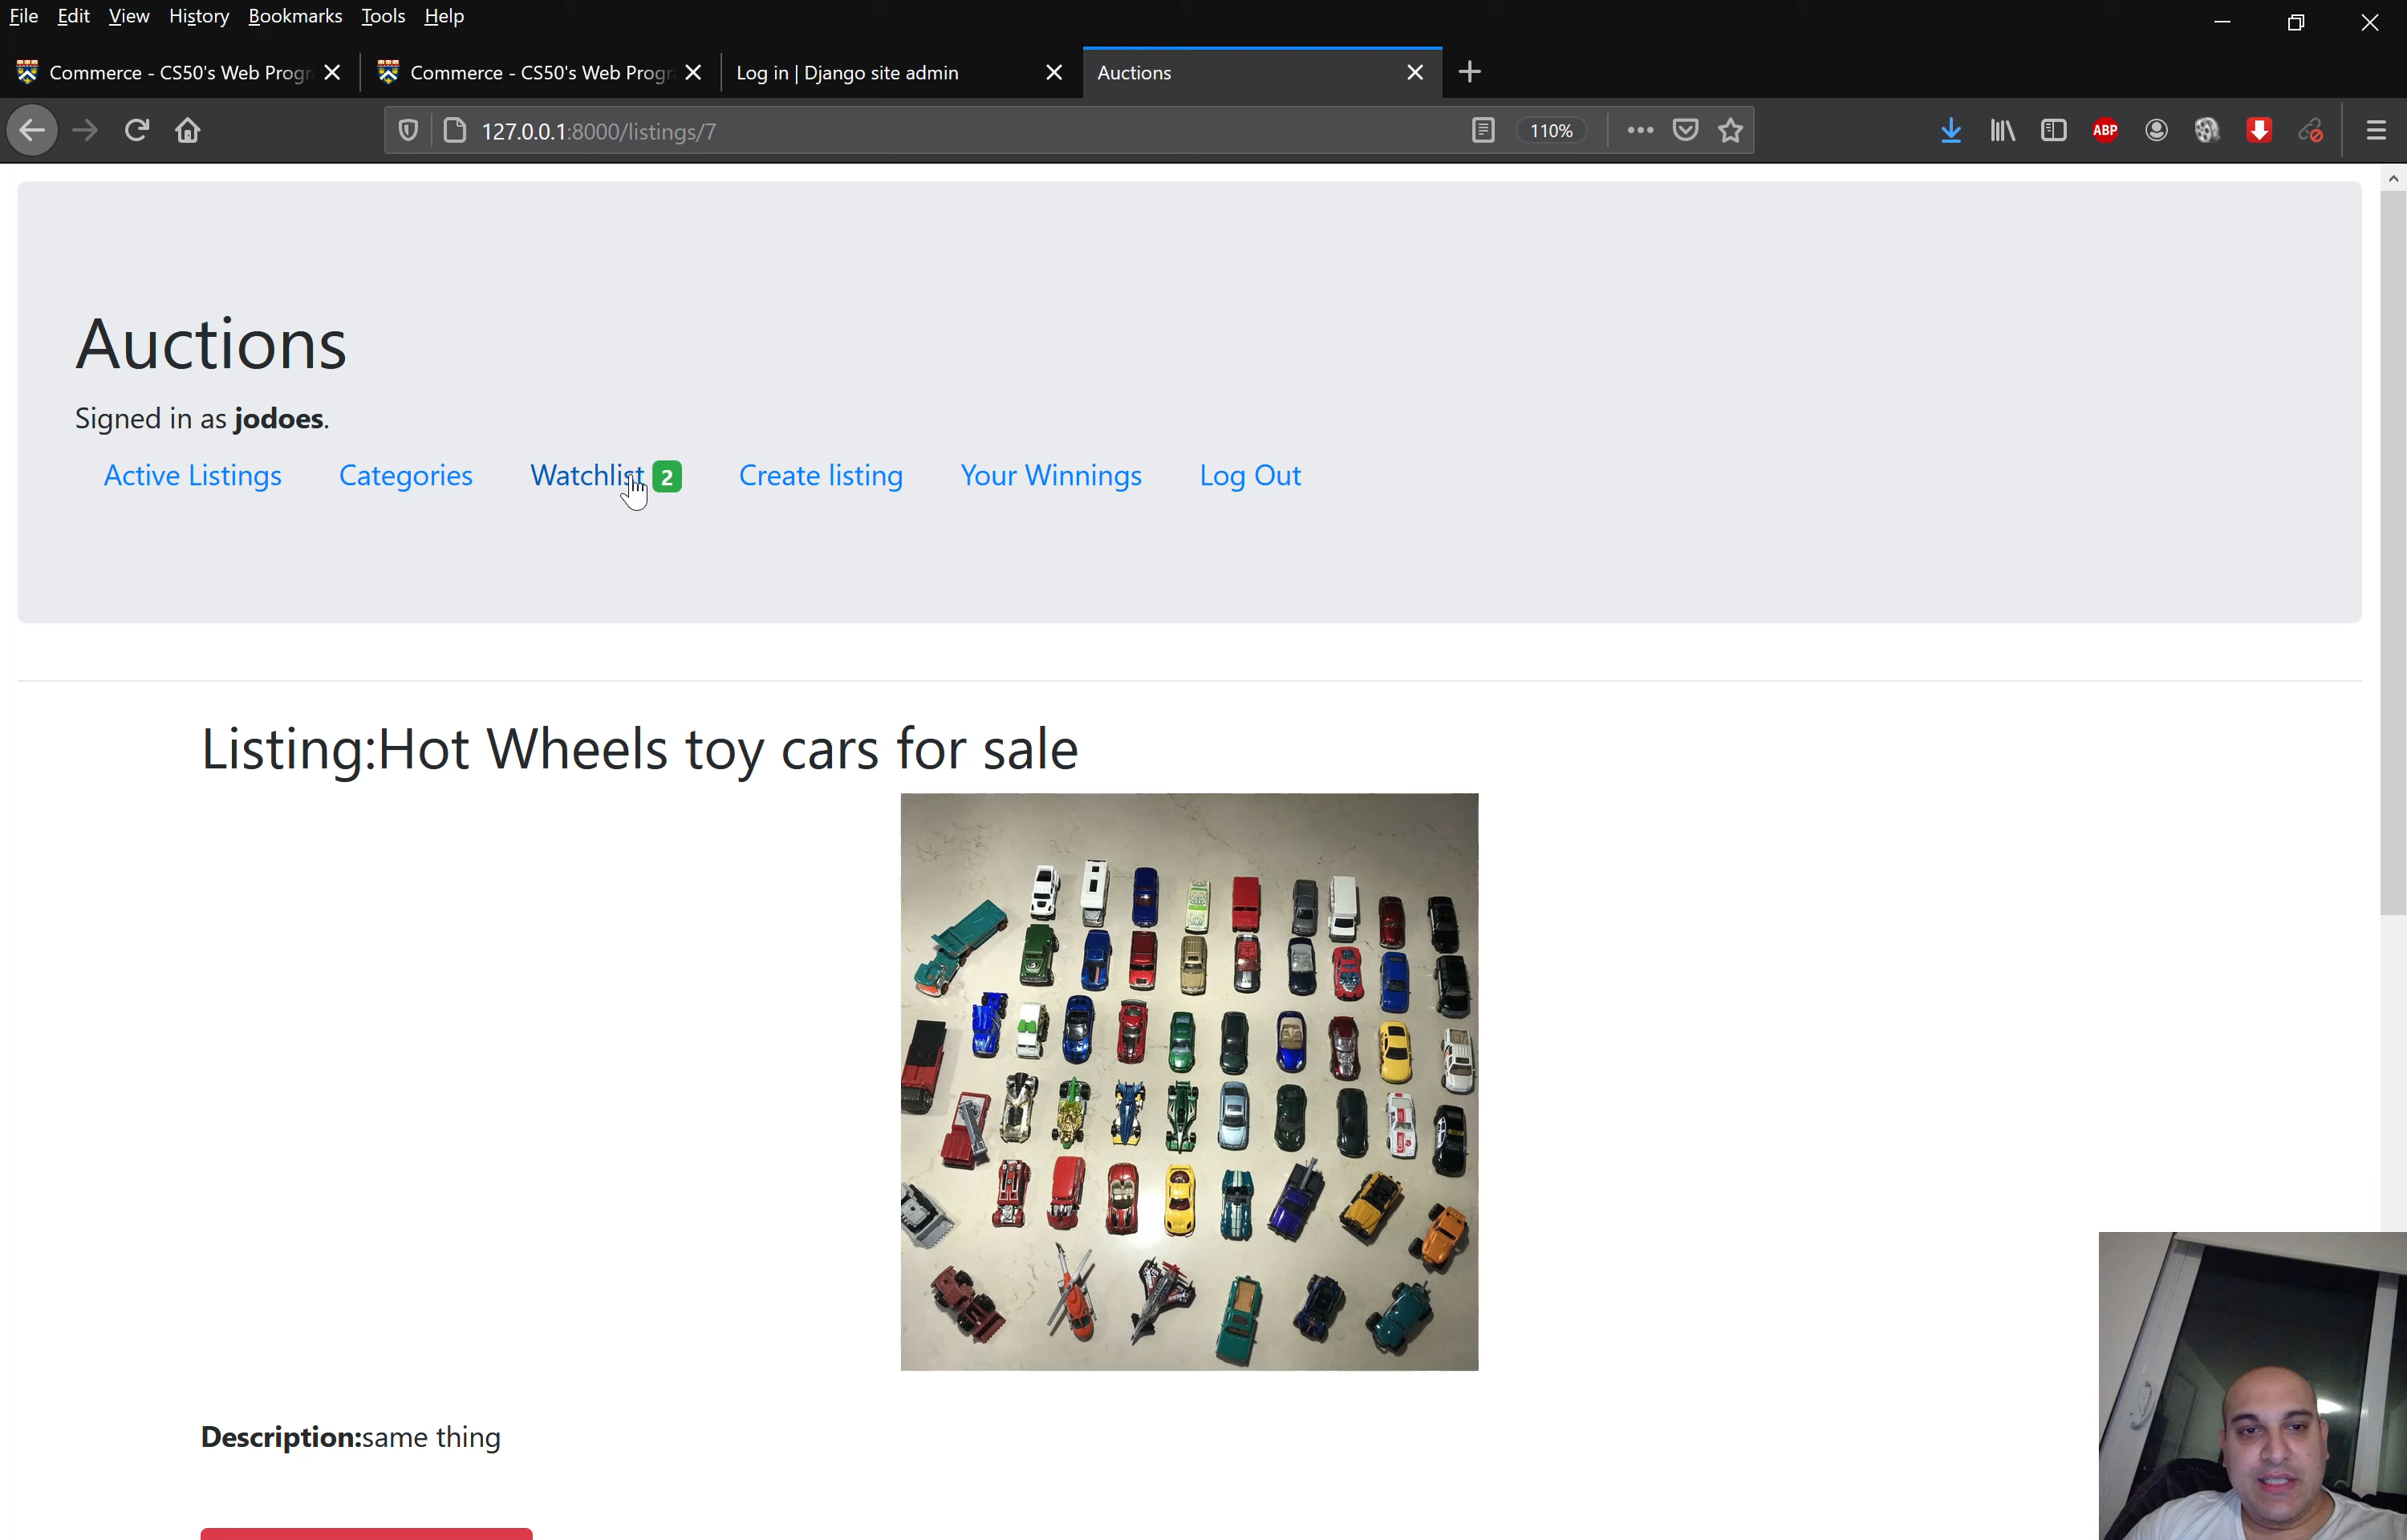 File Edit View History Bookmarks Tools Help
Commerce - CS50's Web Progr
Commerce - CS50's Web Progr
Log in | Django site admin
Auctions
127.0.0.1:8000/listings/7
110%
ABP
Auctions
Signed in as jodoes.
Active Listings Categories Watchlist 2 Create listing Your Winnings Log Out
Listing:Hot Wheels toy cars for sale
Description:same thing